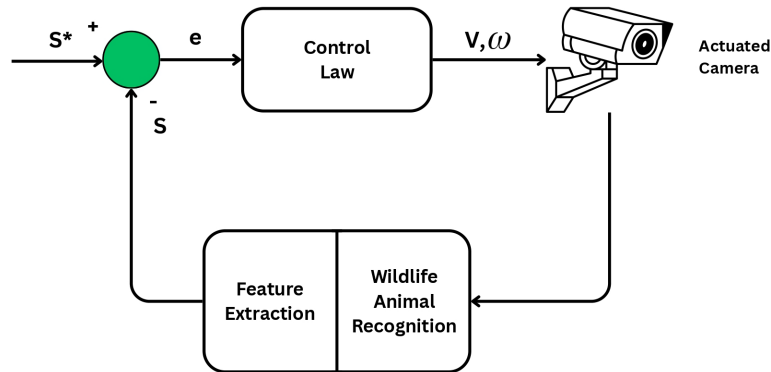 S*
+
e
Control
Law
V,ω
Actuated
Camera
-
S
Feature
Extraction
Wildlife
Animal
Recognition